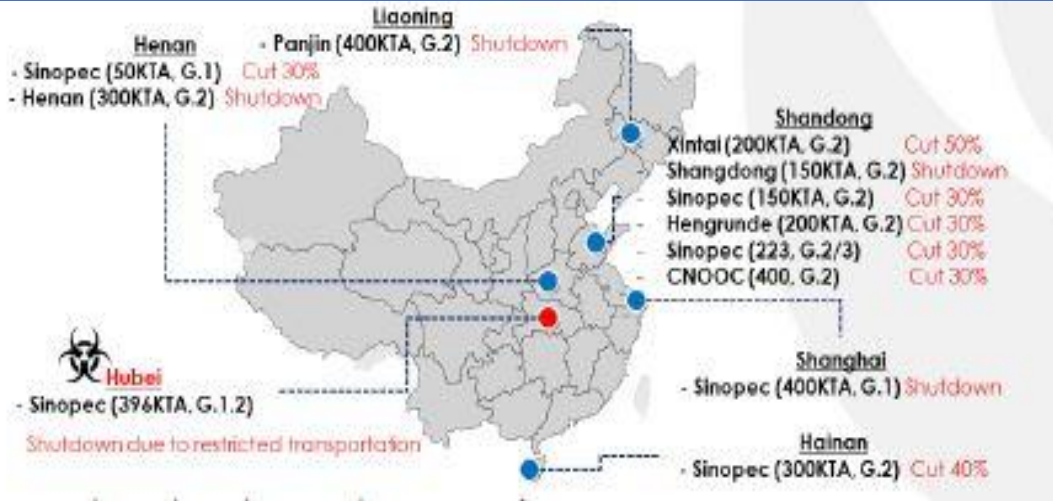 Liaoning
- Panjin (400KTA, G.2) Shutdown
Henan
- Sinopec (50KTA, G.1) Cut 30%
- Henan (300KTA, G.2) Shutdown
Shandong
Xintai (200KTA, G.2) Cut 50%
Shangdong (150KTA, G.2) Shutdown
- Sinopec (150KTA, G.2) Cut 30%
- Hengrunde (200KTA, G.2) Cut 30%
- Sinopec (223, G.2/3) Cut 30%
- CNOOC (400, G.2) Cut 30%
Hubei
- Sinopec (396KTA, G.1.2)
Shutdown due to restricted transportation
Shanghai
- Sinopec (400KTA, G.1) Shutdown
Hainan
- Sinopec (300KTA, G.2) Cut 40%